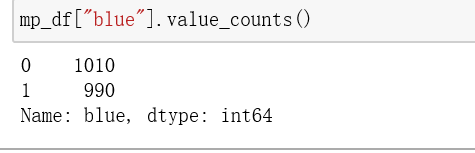 mp_df["blue"].value_counts()
0    1010
1     990
Name: blue, dtype: int64